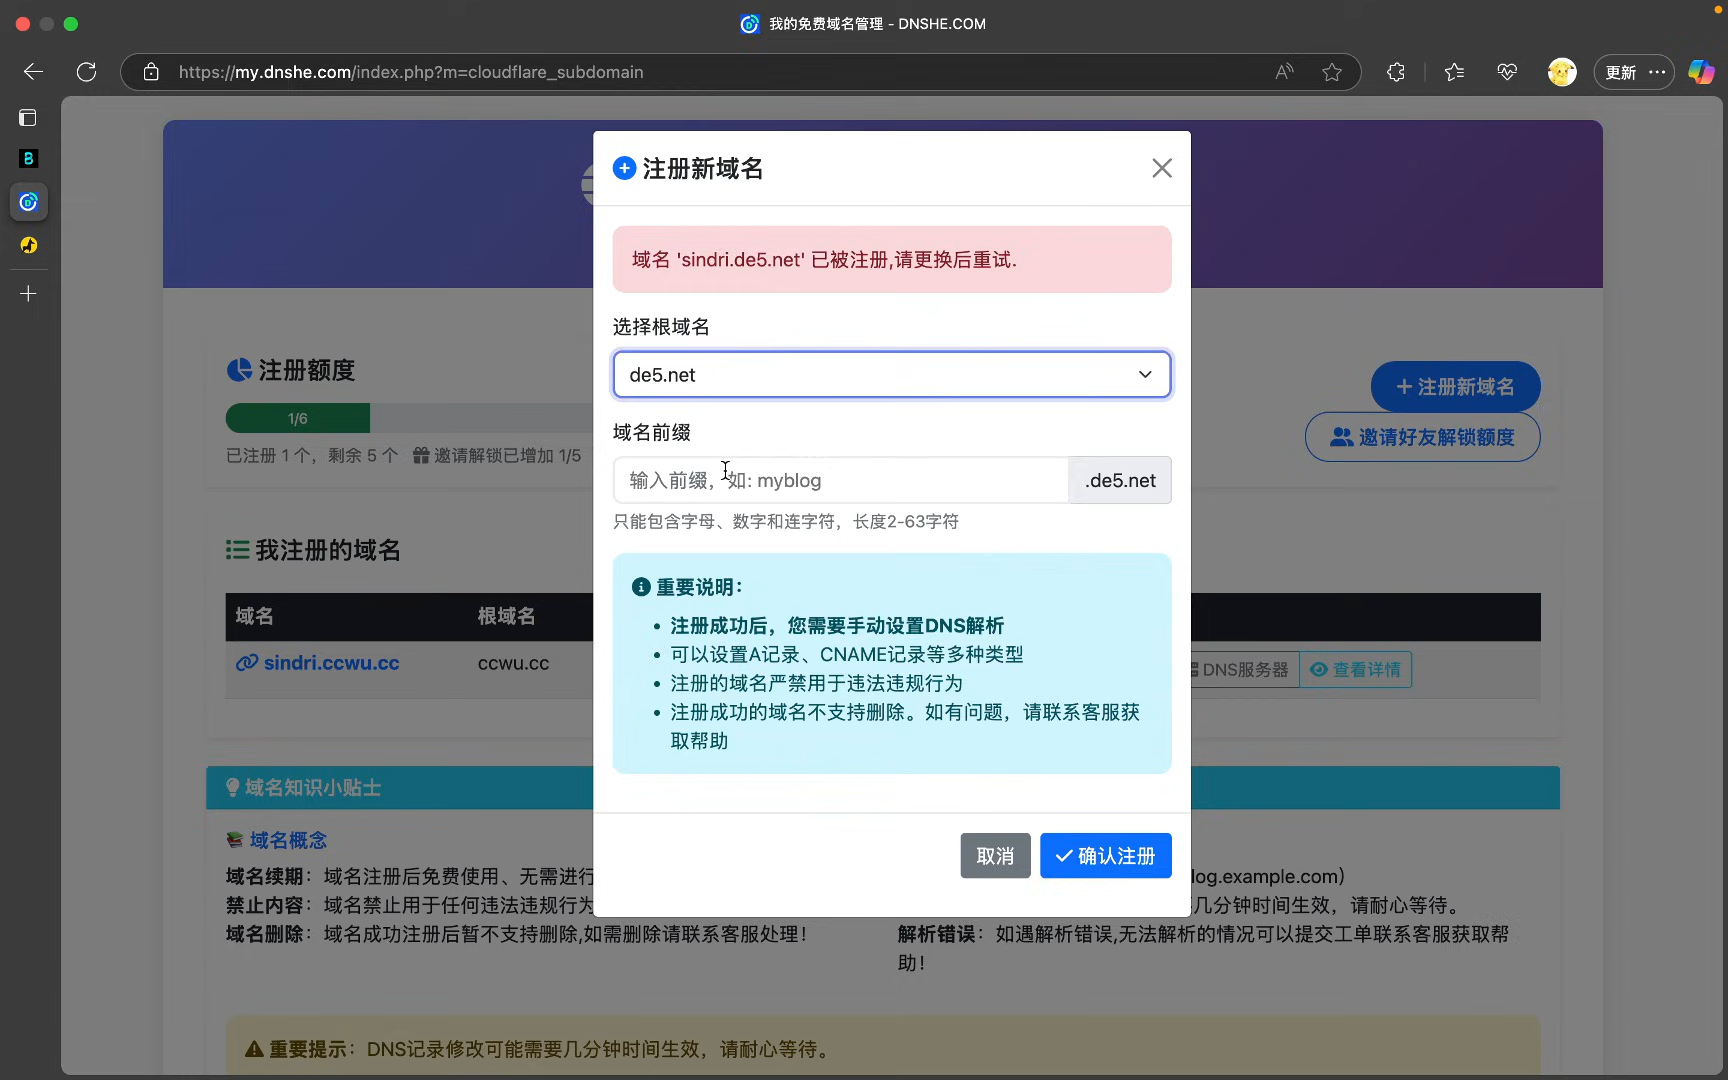 我的免费域名管理 - DNSHE.COM
https://my.dnshe.com/index.php?m=cloudflare_subdomain
更新
注册新域名
域名 'sindri.de5.net' 已被注册,请更换后重试.
选择根域名
de5.net
域名前缀
输入前缀，如: myblog
.de5.net
只能包含字母、数字和连字符，长度2-63字符
重要说明：
• 注册成功后，您需要手动设置DNS解析
• 可以设置A记录、CNAME记录等多种类型
• 注册的域名严禁用于违法违规行为
• 注册成功的域名不支持删除。如有问题，请联系客服获
取帮助
取消
确认注册
注册额度
1/6
已注册 1 个，剩余 5 个 邀请解锁已增加 1/5
+ 注册新域名
邀请好友解锁额度
我注册的域名
域名 根域名
sindri.ccwu.cc ccwu.cc DNS服务器 查看详情
域名知识小贴士
域名概念
域名续期：域名注册后免费使用、无需进行
禁止内容：域名禁止用于任何违法违规行为
域名删除：域名成功注册后暂不支持删除,如需删除请联系客服处理！
log.example.com)
几分钟时间生效，请耐心等待。
解析错误：如遇解析错误,无法解析的情况可以提交工单联系客服获取帮
助！
重要提示：DNS记录修改可能需要几分钟时间生效，请耐心等待。